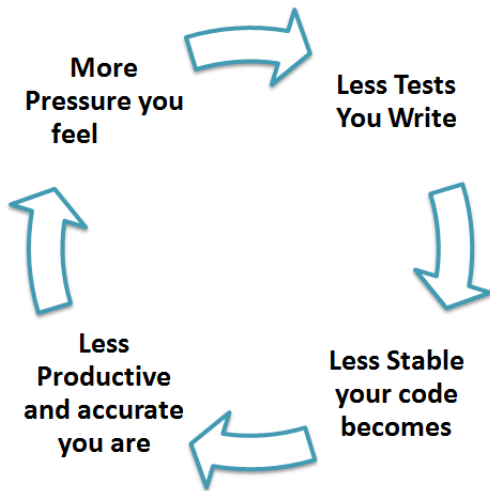 More
Pressure you
feel
Less Tests
You Write
Less Stable
your code
becomes
Less
Productive
and accurate
you are